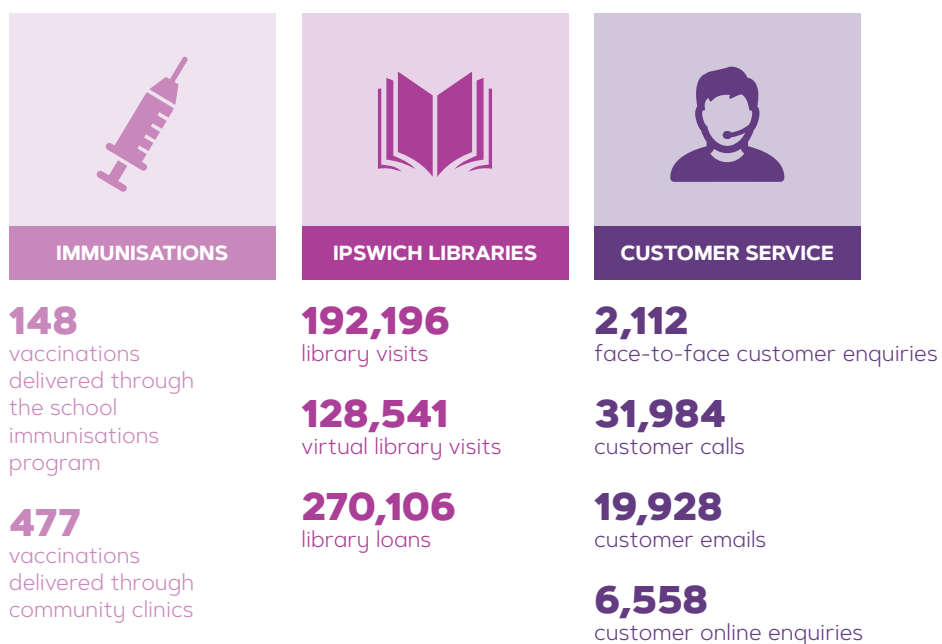 IMMUNISATIONS
148
vaccinations
delivered through
the school
immunisations
program
477
vaccinations
delivered through
community clinics
IPSWICH LIBRARIES
192,196
library visits
128,541
virtual library visits
270,106
library loans
CUSTOMER SERVICE
2,112
face-to-face customer enquiries
31,984
customer calls
19,928
customer emails
6,558
customer online enquiries